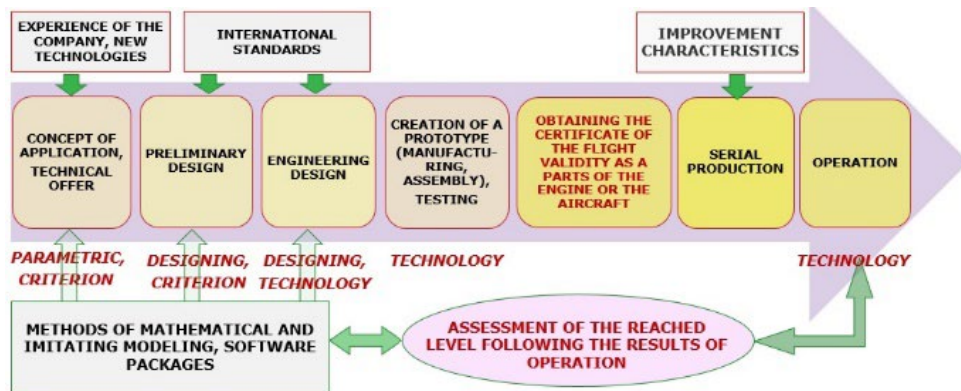 EXPERIENCE OF THE
COMPANY, NEW
TECHNOLOGIES
INTERNATIONAL
STANDARDS
IMPROVEMENT
CHARACTERISTICS
CONCEPT OF
APPLICATION,
TECHNICAL
OFFER
PRELIMINARY
DESIGN
ENGINEERING
DESIGN
CREATION OF A
PROTOTYPE
(MANUFACTU-
RING,
ASSEMBLY),
TESTING
OBTAINING THE
CERTIFICATE OF
THE FLIGHT
VALIDITY AS A
PARTS OF THE
ENGINE OR THE
AIRCRAFT
SERIAL
PRODUCTION
OPERATION
PARAMETRIC,
CRITERION
DESIGNING,
CRITERION
DESIGNING,
TECHNOLOGY
TECHNOLOGY
TECHNOLOGY
METHODS OF MATHEMATICAL AND
IMITATING MODELING, SOFTWARE
PACKAGES
ASSESSMENT OF THE REACHED
LEVEL FOLLOWING THE RESULTS OF
OPERATION